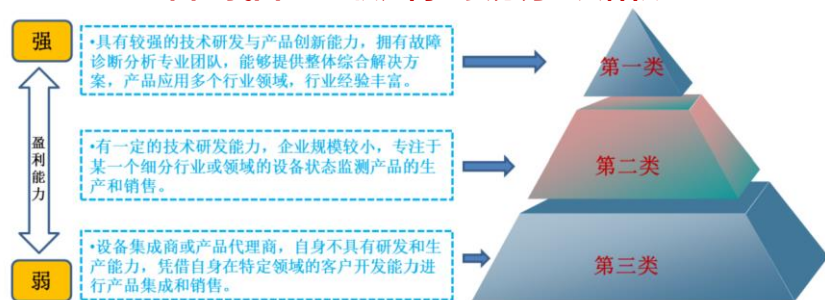 强
•具有较强的技术研发与产品创新能力，拥有故障
诊断分析专业团队，能够提供整体综合解决方
案，产品应用多个行业领域，行业经验丰富。
第一类
盈利能力
•有一定的技术研发能力，企业规模较小，专注于
某一个细分行业或领域的设备状态监测产品的生
产和销售。
第二类
•设备集成商或产品代理商，自身不具有研发和生
产能力，凭借自身在特定领域的客户开发能力进
行产品集成和销售。
第三类
弱